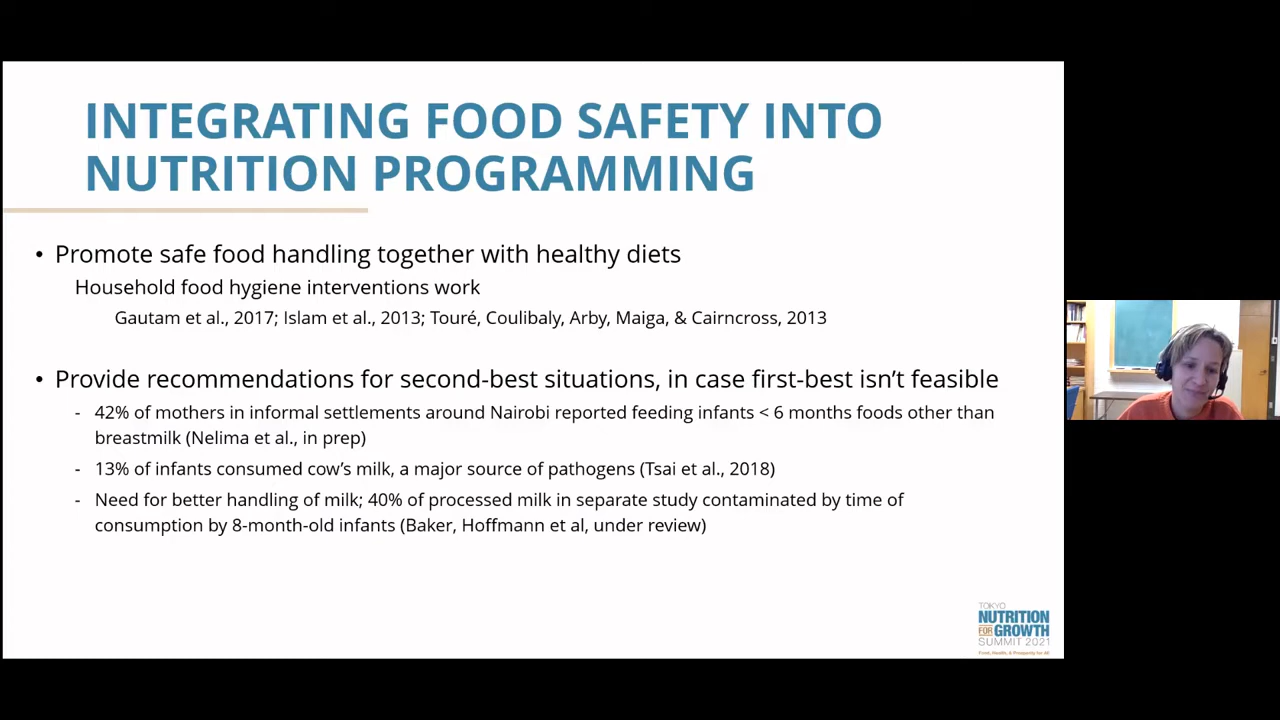 INTEGRATING FOOD SAFETY INTO
NUTRITION PROGRAMMING
• Promote safe food handling together with healthy diets
Household food hygiene interventions work
Gautam et al., 2017; Islam et al., 2013; Touré, Coulibaly, Arby, Maiga, & Cairncross, 2013
• Provide recommendations for second-best situations, in case first-best isn’t feasible
- 42% of mothers in informal settlements around Nairobi reported feeding infants < 6 months foods other than
breastmilk (Nelima et al., in prep)
- 13% of infants consumed cow’s milk, a major source of pathogens (Tsai et al., 2018)
- Need for better handling of milk; 40% of processed milk in separate study contaminated by time of
consumption by 8-month-old infants (Baker, Hoffmann et al, under review)
TOKYO
NUTRITION
FOR GROWTH
SUMMIT 2021
Food, Health, & Prosperity for All